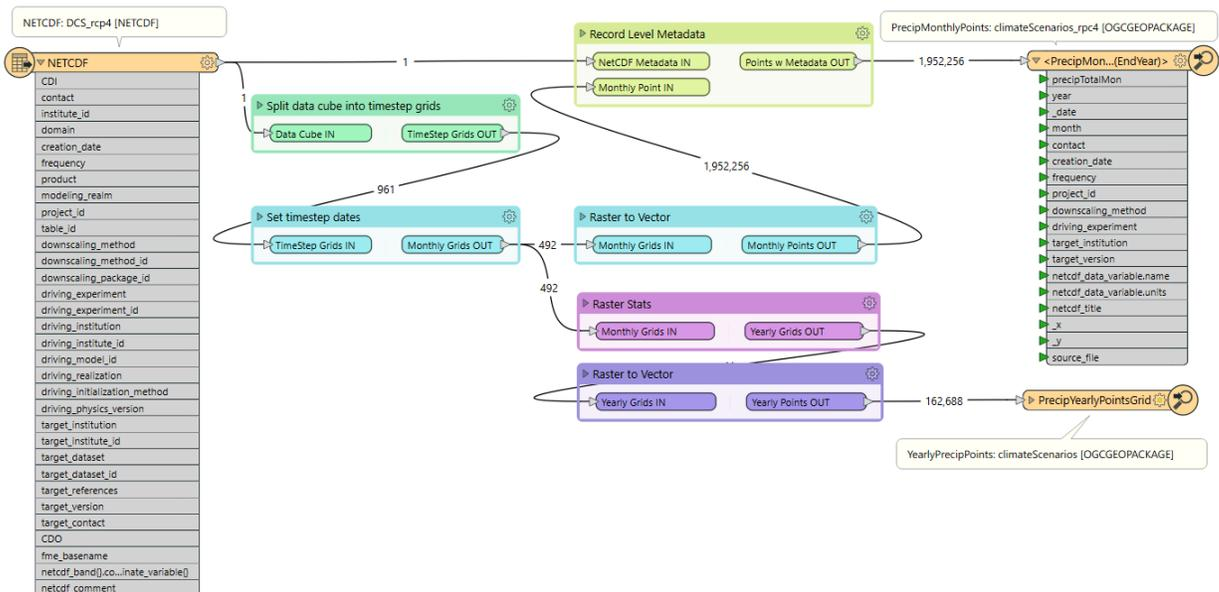 NETCDF: DCS_rcp4 [NETCDF]
NETCDF
CDI
contact
institute_id
domain
creation_date
frequency
product
modeling_realm
project_id
table_id
downscaling_method
downscaling_method_id
downscaling_package_id
driving_experiment
driving_experiment_id
driving_institution
driving_institute_id
driving_model_id
driving_realization
driving_initialization_method
driving_physics_version
target_institution
target_institute_id
target_dataset
target_dataset_id
target_references
target_version
target_contact
CDO
fme_basename
netcdf_band{}.co...inate_variable{}
netcdf_comment
1
1
Split data cube into timestep grids
Data Cube IN
TimeStep Grids OUT
961
Set timestep dates
TimeStep Grids IN
Monthly Grids OUT
492
492
Record Level Metadata
NetCDF Metadata IN
Points w Metadata OUT
Monthly Point IN
1,952,256
1,952,256
Raster to Vector
Monthly Grids IN
Monthly Points OUT
Raster Stats
Monthly Grids IN
Yearly Grids OUT
Raster to Vector
Yearly Grids IN
Yearly Points OUT
162,688
PrecipMonthlyPoints: climateScenarios_rpc4 [OGCGEOPACKAGE]
<PrecipMon...(EndYear)>
precipTotalMon
year
_date
month
contact
creation_date
frequency
project_id
downscaling_method
driving_experiment
target_institution
target_version
netcdf_data_variable.name
netcdf_data_variable.units
netcdf_title
_x
_y
source_file
PrecipYearlyPointsGrid
YearlyPrecipPoints: climateScenarios [OGCGEOPACKAGE]